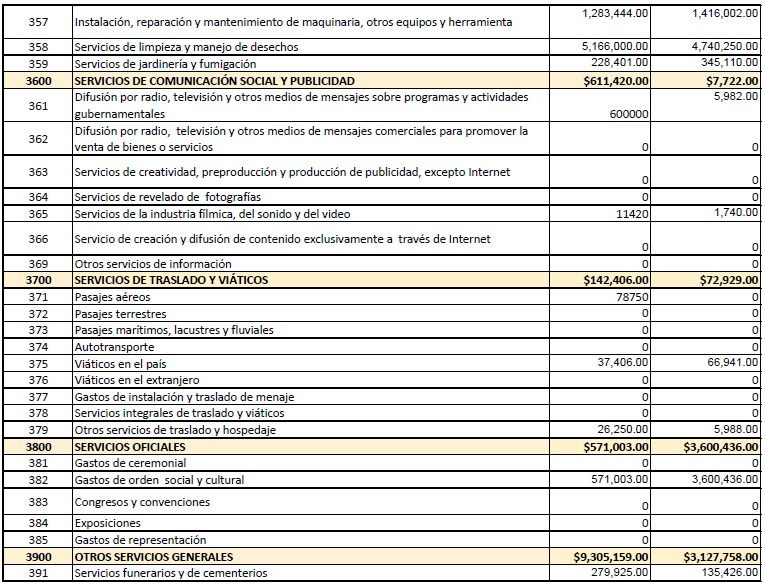 357 Instalación, reparación y mantenimiento de maquinaria, otros equipos y herramienta 1,283,444.00 1,416,002.00
358 Servicios de limpieza y manejo de desechos 5,166,000.00 4,740,250.00
359 Servicios de jardinería y fumigación 228,401.00 345,110.00
3600 SERVICIOS DE COMUNICACIÓN SOCIAL Y PUBLICIDAD $611,420.00 $7,722.00
361 Difusión por radio, televisión y otros medios de mensajes sobre programas y actividades
gubernamentales 600000 5,982.00
362 Difusión por radio, televisión y otros medios de mensajes comerciales para promover la
venta de bienes o servicios 0 0
363 Servicios de creatividad, preproducción y producción de publicidad, excepto Internet 0 0
364 Servicios de revelado de fotografías 0 0
365 Servicios de la industria fílmica, del sonido y del video 11420 1,740.00
366 Servicio de creación y difusión de contenido exclusivamente a través de Internet 0 0
369 Otros servicios de información 0 0
3700 SERVICIOS DE TRASLADO Y VIÁTICOS $142,406.00 $72,929.00
371 Pasajes aéreos 78750 0
372 Pasajes terrestres 0 0
373 Pasajes marítimos, lacustres y fluviales 0 0
374 Autotransporte 0 0
375 Viáticos en el país 37,406.00 66,941.00
376 Viáticos en el extranjero 0 0
377 Gastos de instalación y traslado de menaje 0 0
378 Servicios integrales de traslado y viáticos 0 0
379 Otros servicios de traslado y hospedaje 26,250.00 5,988.00
3800 SERVICIOS OFICIALES $571,003.00 $3,600,436.00
381 Gastos de ceremonial 0 0
382 Gastos de orden social y cultural 571,003.00 3,600,436.00
383 Congresos y convenciones 0 0
384 Exposiciones 0 0
385 Gastos de representación 0 0
3900 OTROS SERVICIOS GENERALES $9,305,159.00 $3,127,758.00
391 Servicios funerarios y de cementerios 279,925.00 135,426.00